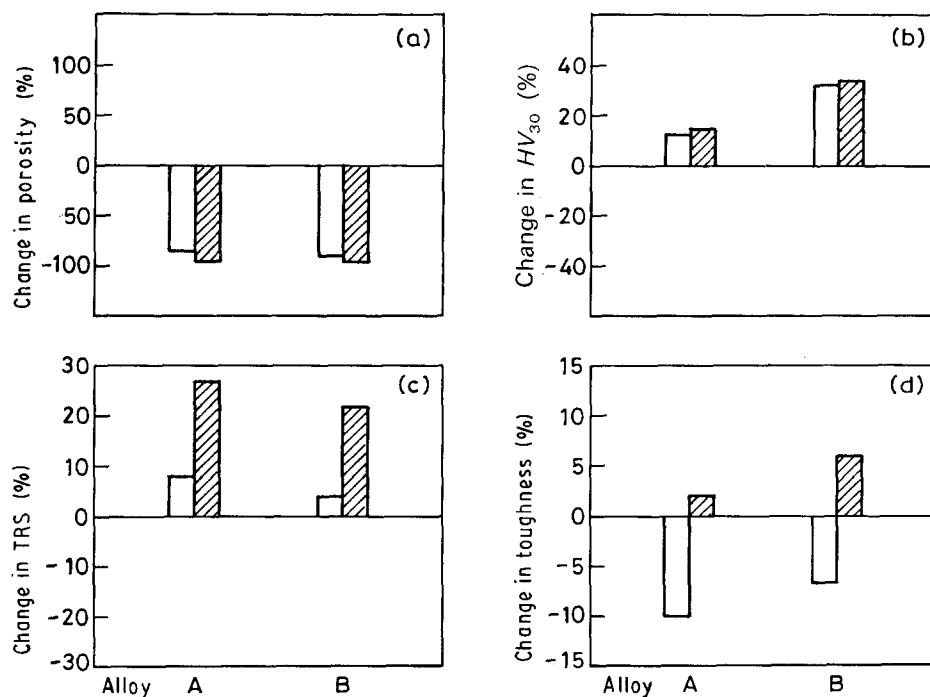 (a)
Change in porosity (%)
100
50
0
-50
-100
(b)
Change in HV30 (%)
40
20
0
-20
-40
(c)
Change in TRS (%)
30
20
10
0
-10
-20
-30
(d)
Change in toughness (%)
15
10
5
0
-5
-10
-15
Alloy A B
Alloy A B